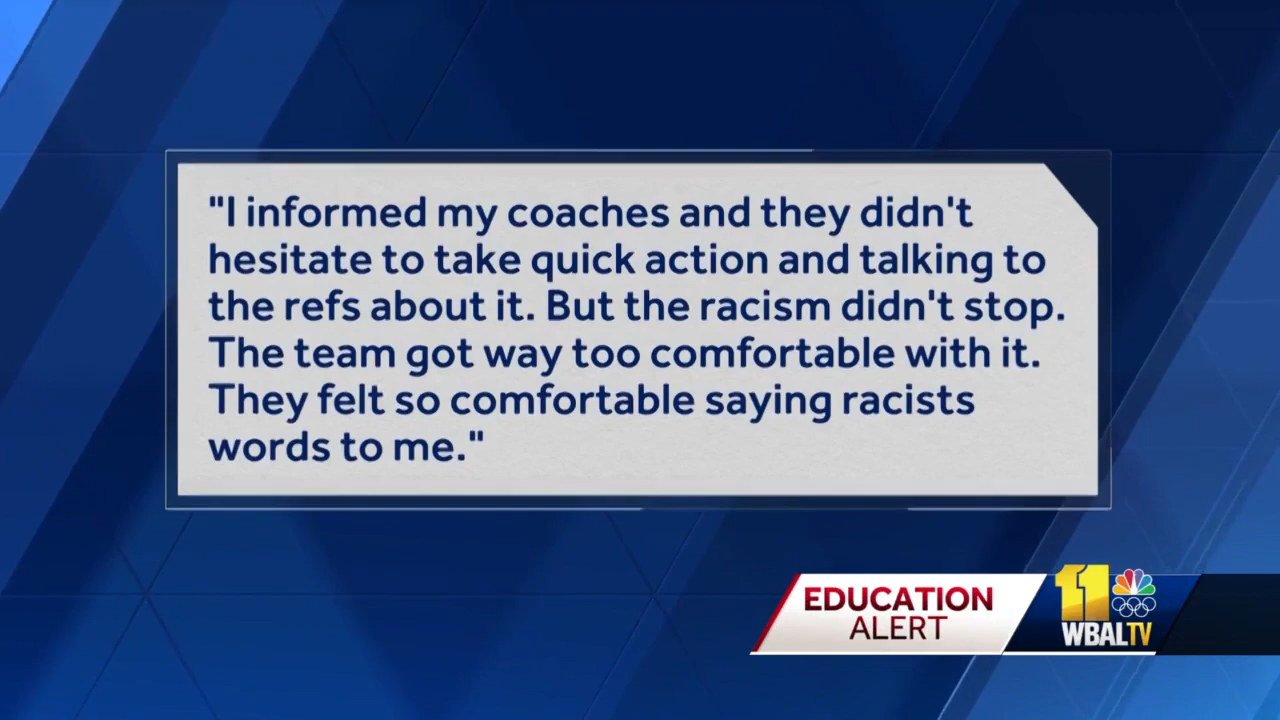 "I informed my coaches and they didn't
hesitate to take quick action and talking to
the refs about it. But the racism didn't stop.
The team got way too comfortable with it.
They felt so comfortable saying racists
words to me."
EDUCATION
ALERT
11
WBALTV